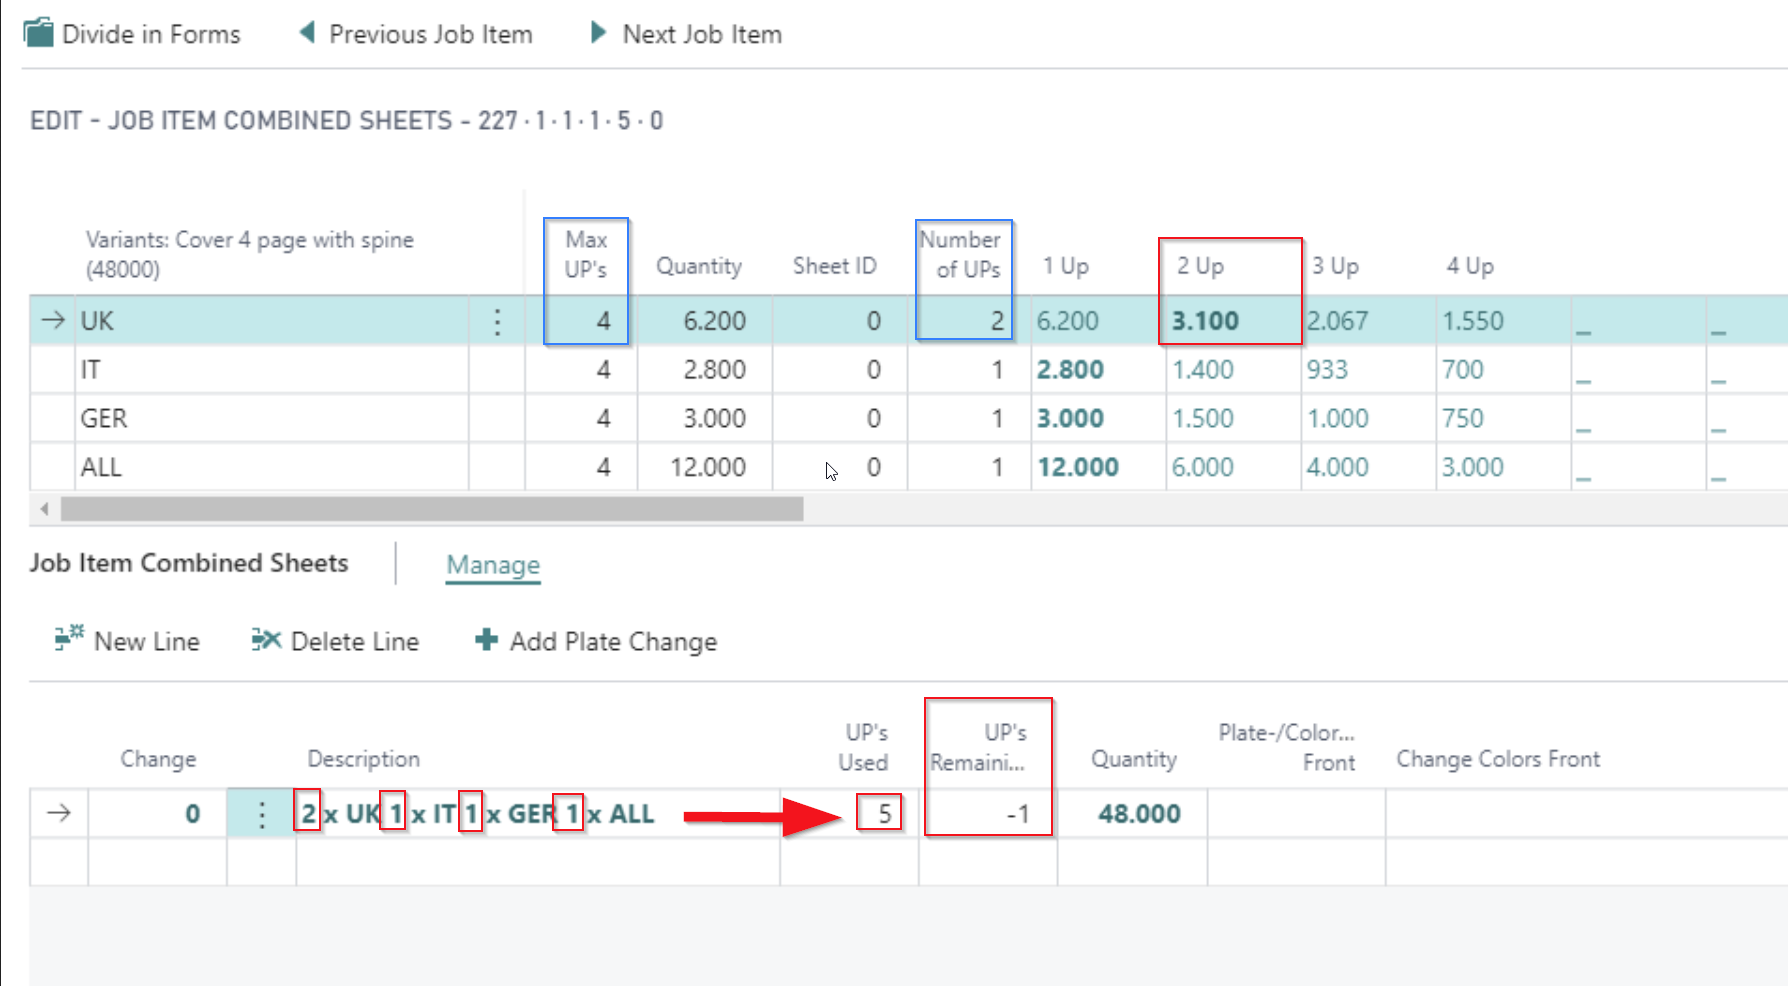 Divide in Forms Previous Job Item Next Job Item
EDIT - JOB ITEM COMBINED SHEETS - 227 · 1 · 1 · 1 · 5 · 0
Variants: Cover 4 page with spine (48000) Max UP's Quantity Sheet ID Number of UPs 1 Up 2 Up 3 Up 4 Up
UK 4 6.200 0 2 6.200 3.100 2.067 1.550 _ _
IT 4 2.800 0 1 2.800 1.400 933 700 _ _
GER 4 3.000 0 1 3.000 1.500 1.000 750 _ _
ALL 4 12.000 0 1 12.000 6.000 4.000 3.000 _ _
Job Item Combined Sheets Manage
New Line Delete Line Add Plate Change
Change Description UP's Used UP's Remaini... Quantity Plate-/Color... Front Change Colors Front
0 2 x UK 1 x IT 1 x GER 1 x ALL 5 -1 48.000